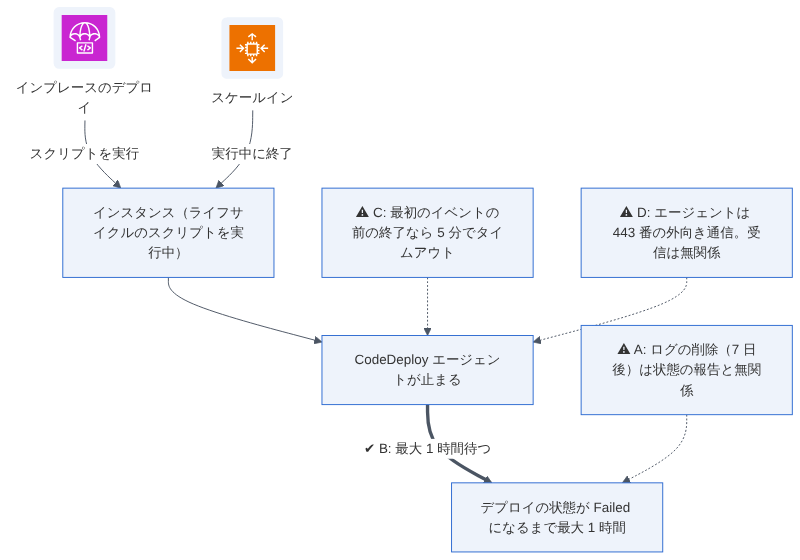 インプレースのデプロ
イ
スケールイン
スクリプトを実行
実行中に終了
インスタンス（ライフサ
イクルのスクリプトを実
行中）
⚠ C: 最初のイベントの
前の終了なら 5 分でタイ
ムアウト
⚠ D: エージェントは
443 番の外向き通信。受
信は無関係
CodeDeploy エージェン
トが止まる
⚠ A: ログの削除（7 日
後）は状態の報告と無関
係
✔ B: 最大 1 時間待つ
デプロイの状態が Failed
になるまで最大 1 時間